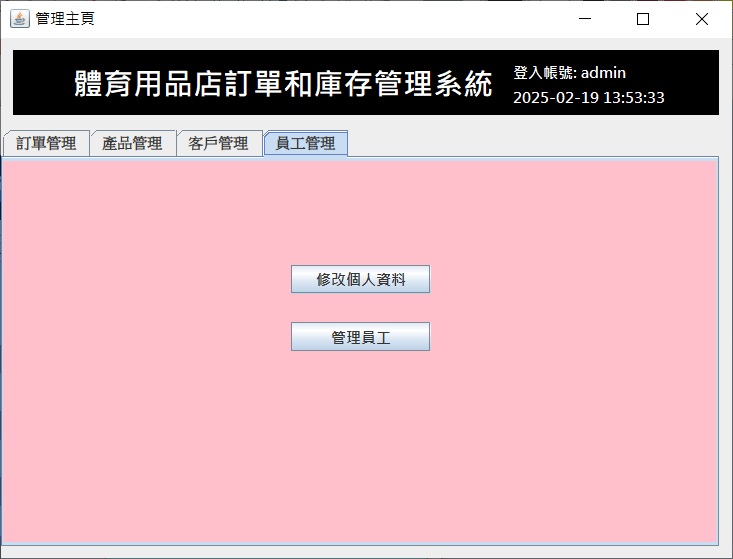 管理主頁
體育用品店訂單和庫存管理系統
登入帳號: admin
2025-02-19 13:53:33
訂單管理 產品管理 客戶管理 員工管理
修改個人資料
管理員工